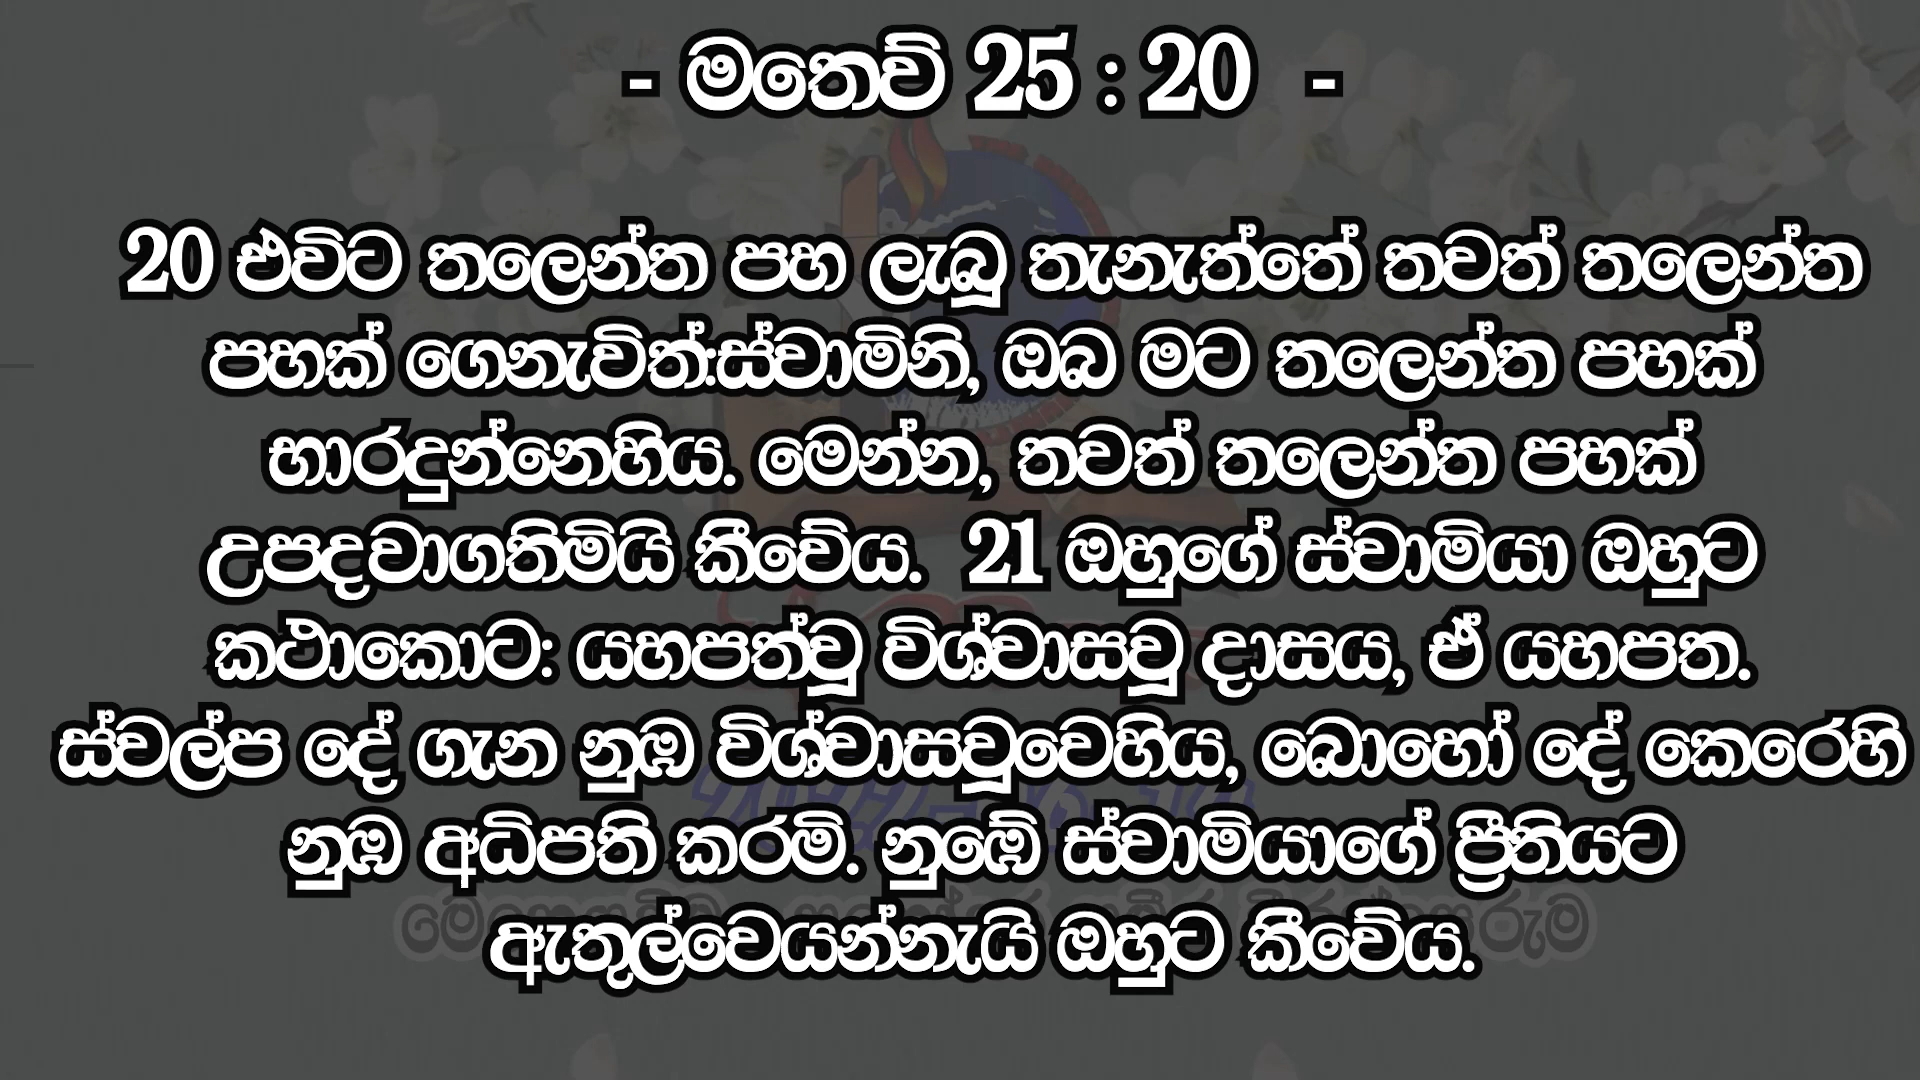 - මතෙව් 25 : 20 -
20 එවිට තලෙන්ත පහ ලැබූ තැනැත්තේ තවත් තලෙන්ත
පහක් ගෙනැවිත්:ස්වාමිනි, ඔබ මට තලෙන්ත පහක්
භාරදුන්නෙහිය. මෙන්න, තවත් තලෙන්ත පහක්
උපදවාගතිමියි කීවේය. 21 ඔහුගේ ස්වාමියා ඔහුට
කථාකොට: යහපත්වූ විශ්වාසවූ දාසය, ඒ යහපත.
ස්වල්ප දේ ගැන නුඹ විශ්වාසවූවෙහිය, බොහෝ දේ කෙරෙහි
නුඹ අධිපති කරමි. නුඹේ ස්වාමියාගේ ප්‍රීතියට
ඇතුල්වෙයන්නැයි ඔහුට කීවේය.